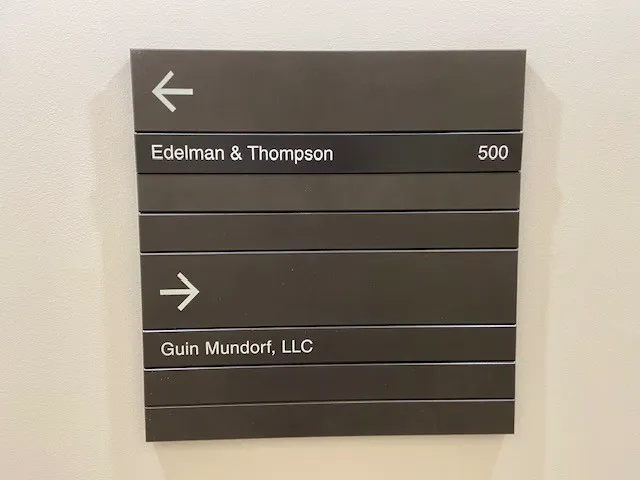 ←
Edelman & Thompson 500
→
Guin Mundorf, LLC